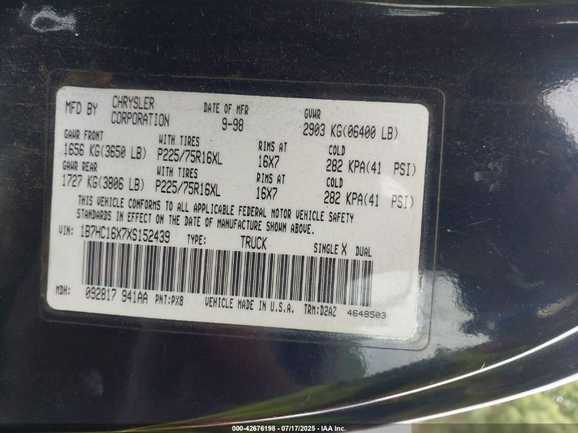 MFD BY CHRYSLER CORPORATION DATE OF MFR 9-98 GVWR 2903 KG(06400 LB)
GAWR FRONT WITH TIRES RIMS AT COLD
1656 KG(3650 LB) P225/75R16XL 16X7 282 KPA(41 PSI)
GAWR REAR WITH TIRES RIMS AT COLD
1727 KG(3806 LB) P225/75R16XL 16X7 282 KPA(41 PSI)
THIS VEHICLE CONFORMS TO ALL APPLICABLE FEDERAL MOTOR VEHICLE SAFETY
STANDARDS IN EFFECT ON THE DATE OF MANUFACTURE SHOWN ABOVE.
VIN: 1B7HC16X7XS152439 TYPE: TRUCK SINGLE X DUAL
MDH: 092817 941AA PNT:PX8 VEHICLE MADE IN U.S.A. TRM:D2AZ 4648503
000-42676198 - 07/17/2025 - IAA Inc.